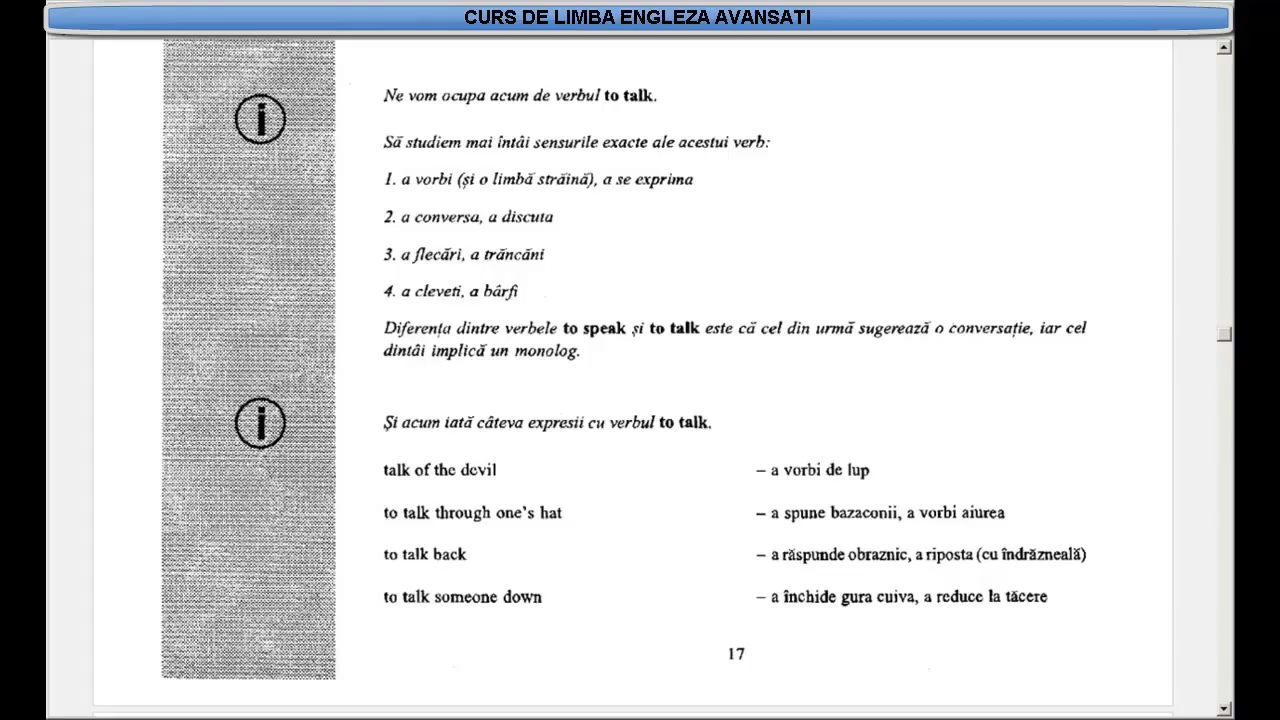 CURS DE LIMBA ENGLEZA AVANSATI
Ne vom ocupa acum de verbul to talk.
Să studiem mai întâi sensurile exacte ale acestui verb:
1. a vorbi (și o limbă străină), a se exprima
2. a conversa, a discuta
3. a flecări, a trăncăni
4. a cleveti, a bârfi
Diferența dintre verbele to speak și to talk este că cel din urmă sugerează o conversație, iar cel
dintâi implică un monolog.
Și acum iată câteva expresii cu verbul to talk.
talk of the devil – a vorbi de lup
to talk through one's hat – a spune bazaconii, a vorbi aiurea
to talk back – a răspunde obraznic, a riposta (cu îndrăzneală)
to talk someone down – a închide gura cuiva, a reduce la tăcere
17